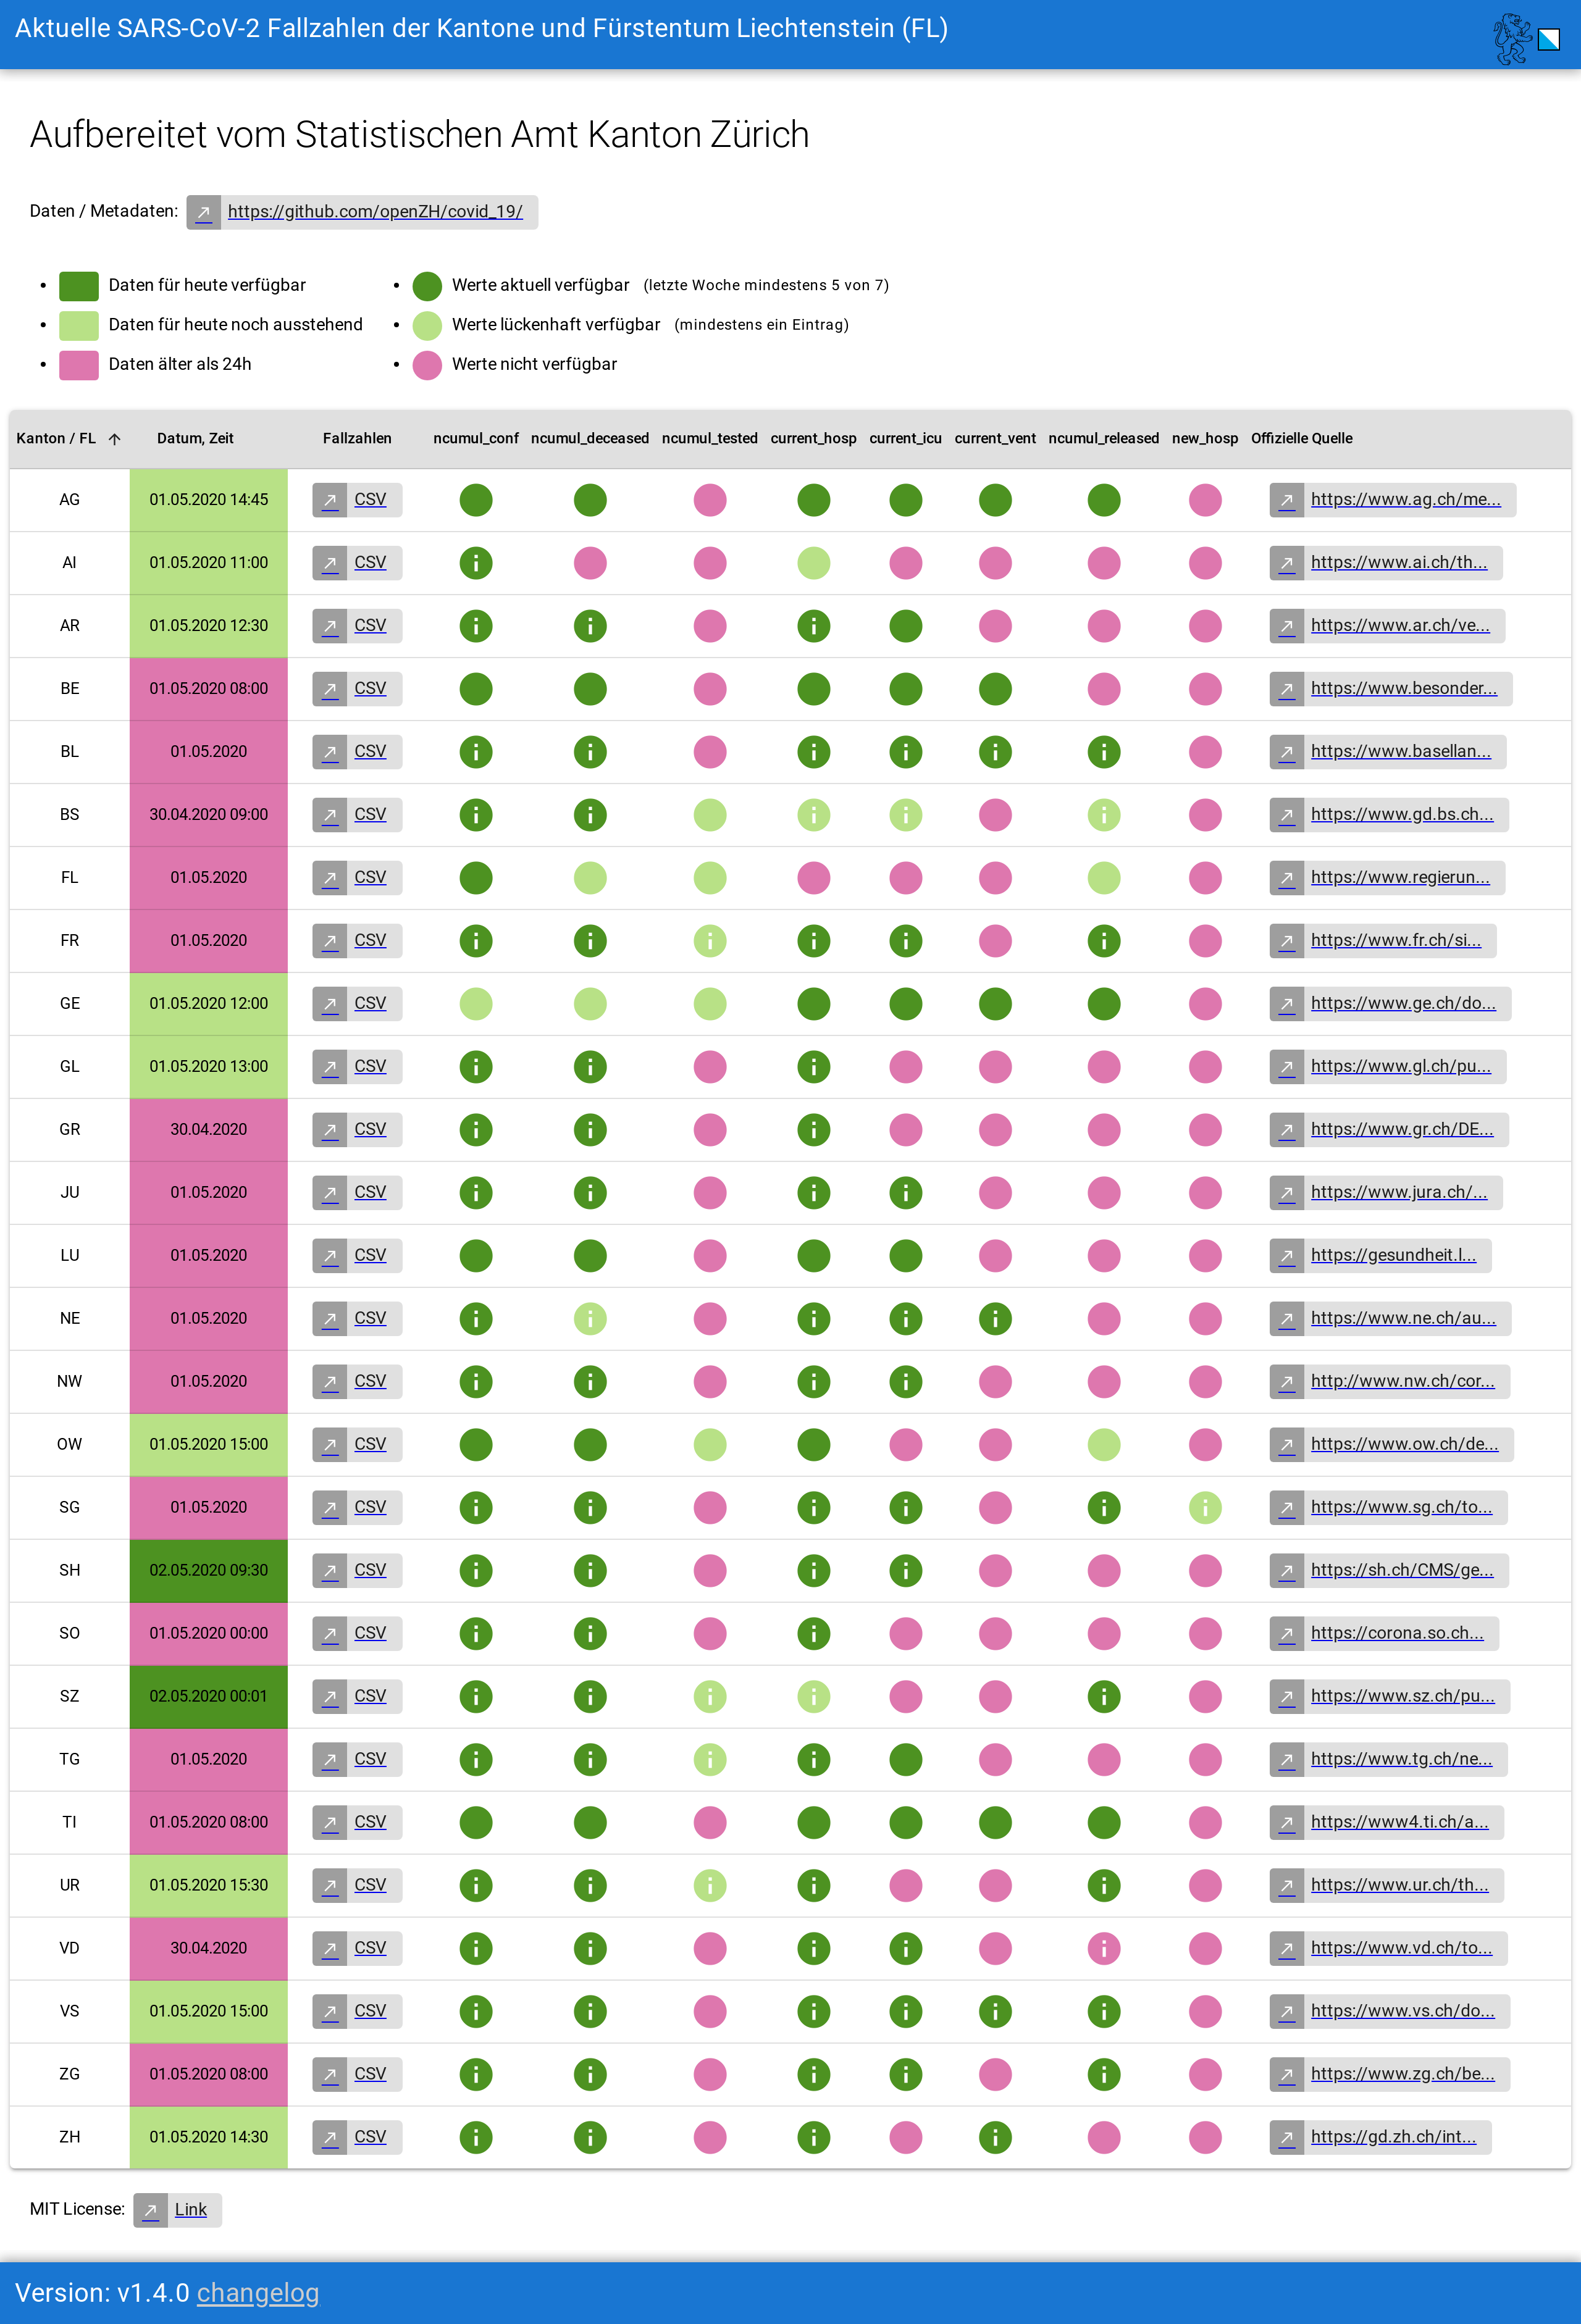 Aktuelle SARS-CoV-2 Fallzahlen der Kantone und Fürstentum Liechtenstein (FL)
Aufbereitet vom Statistischen Amt Kanton Zürich
Daten / Metadaten: https://github.com/openZH/covid_19/
Daten für heute verfügbar
Daten für heute noch ausstehend
Daten älter als 24h
Werte aktuell verfügbar (letzte Woche mindestens 5 von 7)
Werte lückenhaft verfügbar (mindestens ein Eintrag)
Werte nicht verfügbar
Kanton / FL Datum, Zeit Fallzahlen ncumul_conf ncumul_deceased ncumul_tested current_hosp current_icu current_vent ncumul_released new_hosp Offizielle Quelle
AG 01.05.2020 14:45 CSV https://www.ag.ch/me...
AI 01.05.2020 11:00 CSV https://www.ai.ch/th...
AR 01.05.2020 12:30 CSV https://www.ar.ch/ve...
BE 01.05.2020 08:00 CSV https://www.besonder...
BL 01.05.2020 CSV https://www.basellan...
BS 30.04.2020 09:00 CSV https://www.gd.bs.ch...
FL 01.05.2020 CSV https://www.regierun...
FR 01.05.2020 CSV https://www.fr.ch/si...
GE 01.05.2020 12:00 CSV https://www.ge.ch/do...
GL 01.05.2020 13:00 CSV https://www.gl.ch/pu...
GR 30.04.2020 CSV https://www.gr.ch/DE...
JU 01.05.2020 CSV https://www.jura.ch/...
LU 01.05.2020 CSV https://gesundheit.l...
NE 01.05.2020 CSV https://www.ne.ch/au...
NW 01.05.2020 CSV http://www.nw.ch/cor...
OW 01.05.2020 15:00 CSV https://www.ow.ch/de...
SG 01.05.2020 CSV https://www.sg.ch/to...
SH 02.05.2020 09:30 CSV https://sh.ch/CMS/ge...
SO 01.05.2020 00:00 CSV https://corona.so.ch...
SZ 02.05.2020 00:01 CSV https://www.sz.ch/pu...
TG 01.05.2020 CSV https://www.tg.ch/ne...
TI 01.05.2020 08:00 CSV https://www4.ti.ch/a...
UR 01.05.2020 15:30 CSV https://www.ur.ch/th...
VD 30.04.2020 CSV https://www.vd.ch/to...
VS 01.05.2020 15:00 CSV https://www.vs.ch/do...
ZG 01.05.2020 08:00 CSV https://www.zg.ch/be...
ZH 01.05.2020 14:30 CSV https://gd.zh.ch/int...
MIT License: Link
Version: v1.4.0 changelog